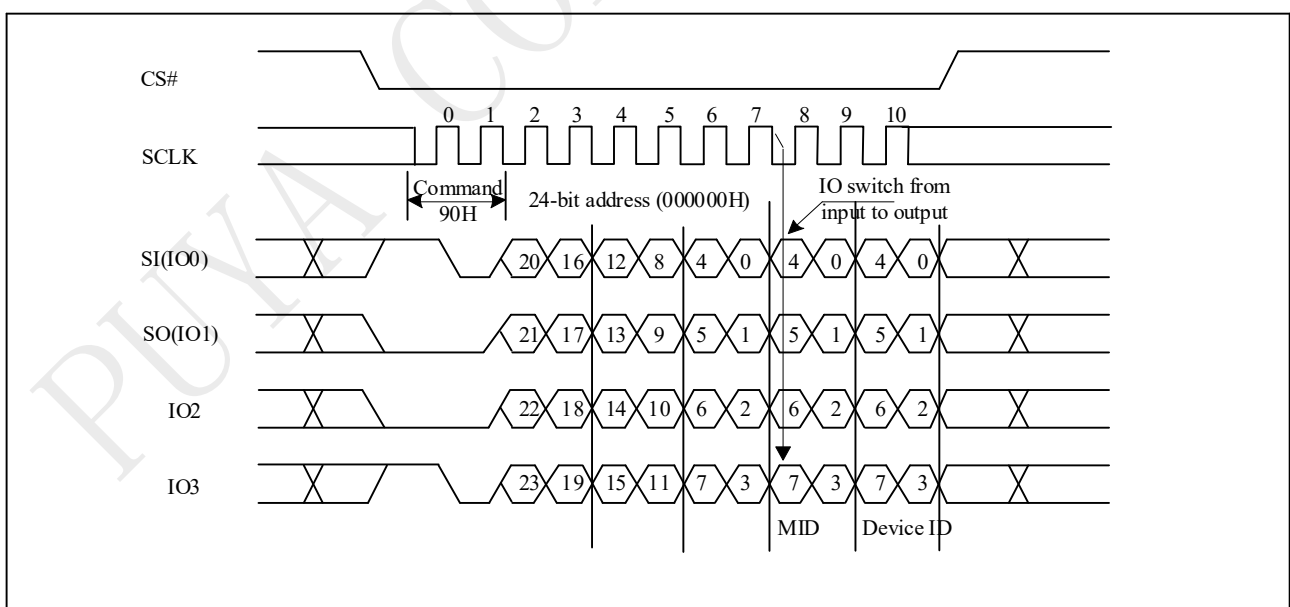 PUYA CO
CS#
0 1 2 3 4 5 6 7 8 9 10
SCLK
Command
90H
24-bit address (000000H)
IO switch from
input to output
SI(IO0) 20 16 12 8 4 0 4 0 4 0
SO(IO1) 21 17 13 9 5 1 5 1 5 1
IO2 22 18 14 10 6 2 6 2 6 2
IO3 23 19 15 11 7 3 7 3 7 3
MID Device ID